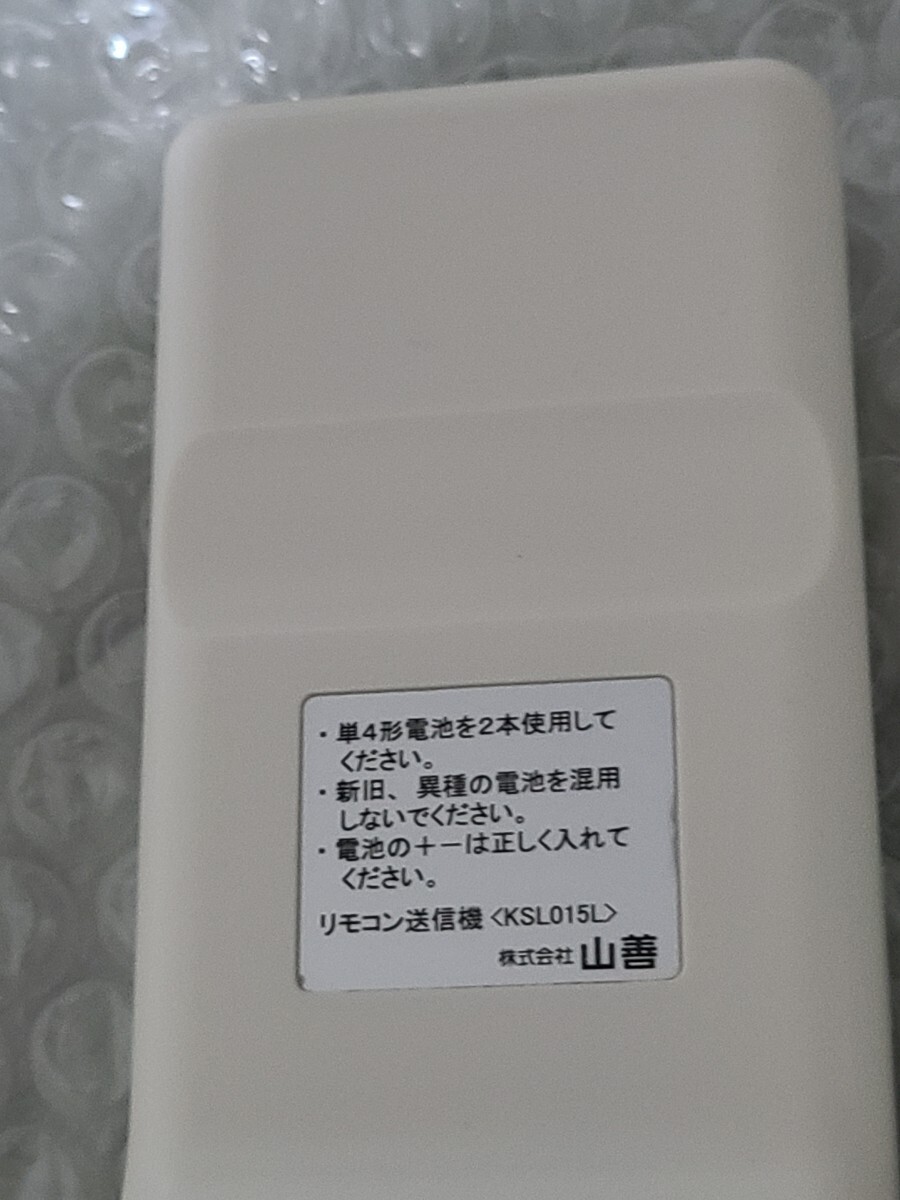 ・単4形電池を2本使用して
ください。
・新旧、異種の電池を混用
しないでください。
・電池の＋－は正しく入れて
ください。
リモコン送信機〈KSL015L〉
株式会社 山善